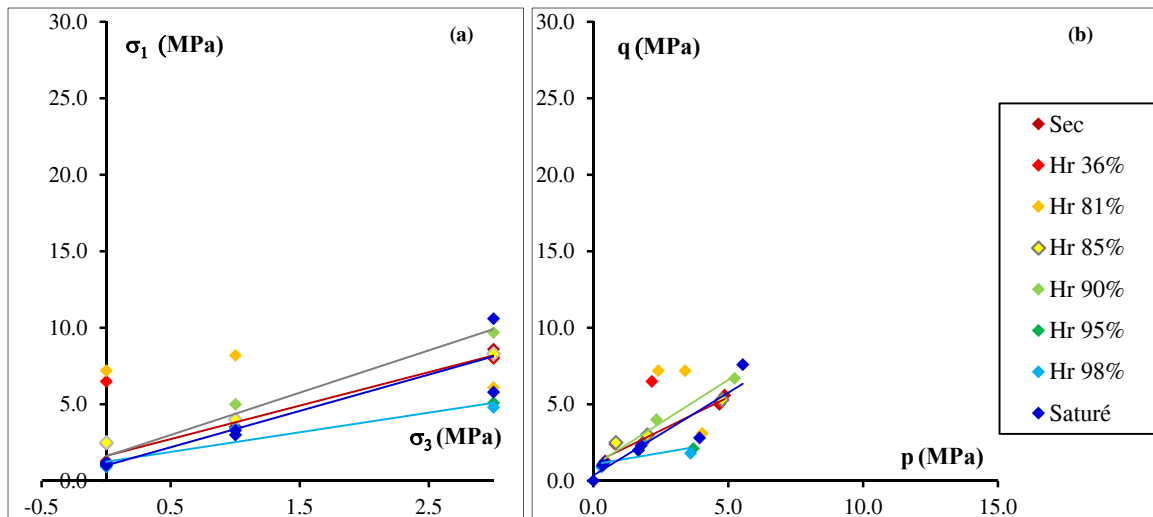 30.0
25.0
20.0
15.0
10.0
5.0
0.0
-0.5
0.5
1.5
2.5
σ1 (MPa)
(a)
σ3 (MPa)
30.0
25.0
20.0
15.0
10.0
5.0
0.0
0.0
5.0
10.0
15.0
q (MPa)
(b)
p (MPa)
Sec
Hr 36%
Hr 81%
Hr 85%
Hr 90%
Hr 95%
Hr 98%
Saturé